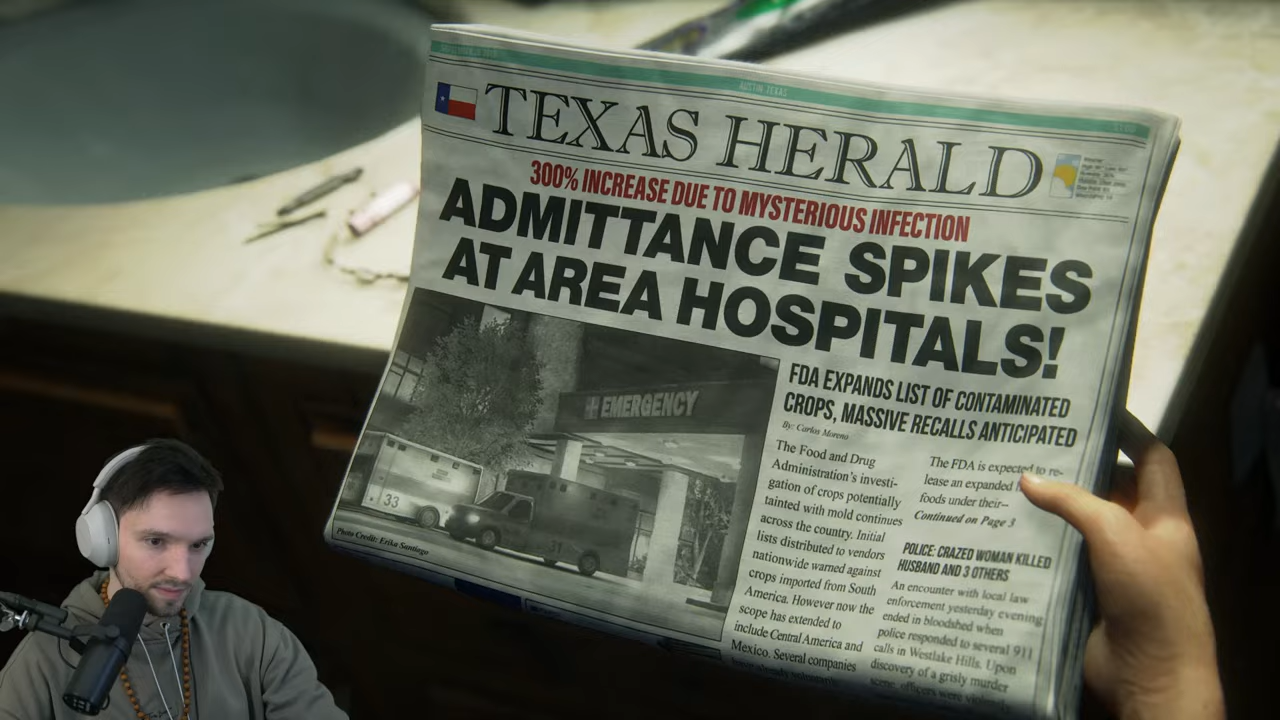 AUSTIN, TEXAS
TEXAS HERALD
300% INCREASE DUE TO MYSTERIOUS INFECTION
ADMITTANCE SPIKES
AT AREA HOSPITALS!
EMERGENCY
33
31
Photo Credit: Erika Santiago
FDA EXPANDS LIST OF CONTAMINATED
CROPS, MASSIVE RECALLS ANTICIPATED
By: Carlos Moreno
The Food and Drug
Administration's investi-
gation of crops potentially
tainted with mold continues
across the country. Initial
lists distributed to vendors
nationwide warned against
crops imported from South
America. However now the
scope has extended to
include Central America and
Mexico. Several companies
The FDA is expected to re-
lease an expanded
foods under their--
Continued on Page 3
POLICE: CRAZED WOMAN KILLED
HUSBAND AND 3 OTHERS
An encounter with local law
enforcement yesterday evening
ended in bloodshed when
police responded to several 911
calls in Westlake Hills. Upon
discovery of a grisly murder
scene, officers were